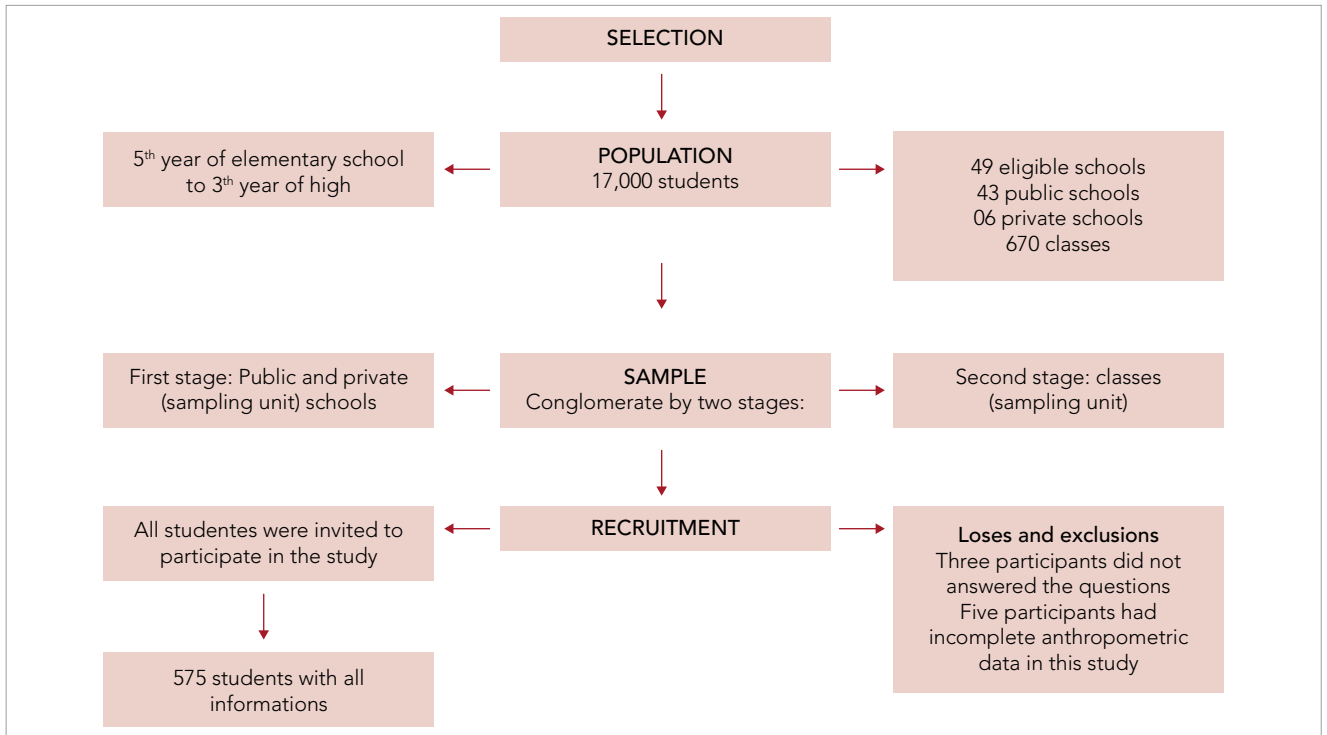 SELECTION
5th year of elementary school
to 3th year of high
POPULATION
17,000 students
49 eligible schools
43 public schools
06 private schools
670 classes
First stage: Public and private
(sampling unit) schools
SAMPLE
Conglomerate by two stages:
Second stage: classes
(sampling unit)
All studentes were invited to
participate in the study
RECRUITMENT
Loses and exclusions
Three participants did not
answered the questions
Five participants had
incomplete anthropometric
data in this study
575 students with all
informations